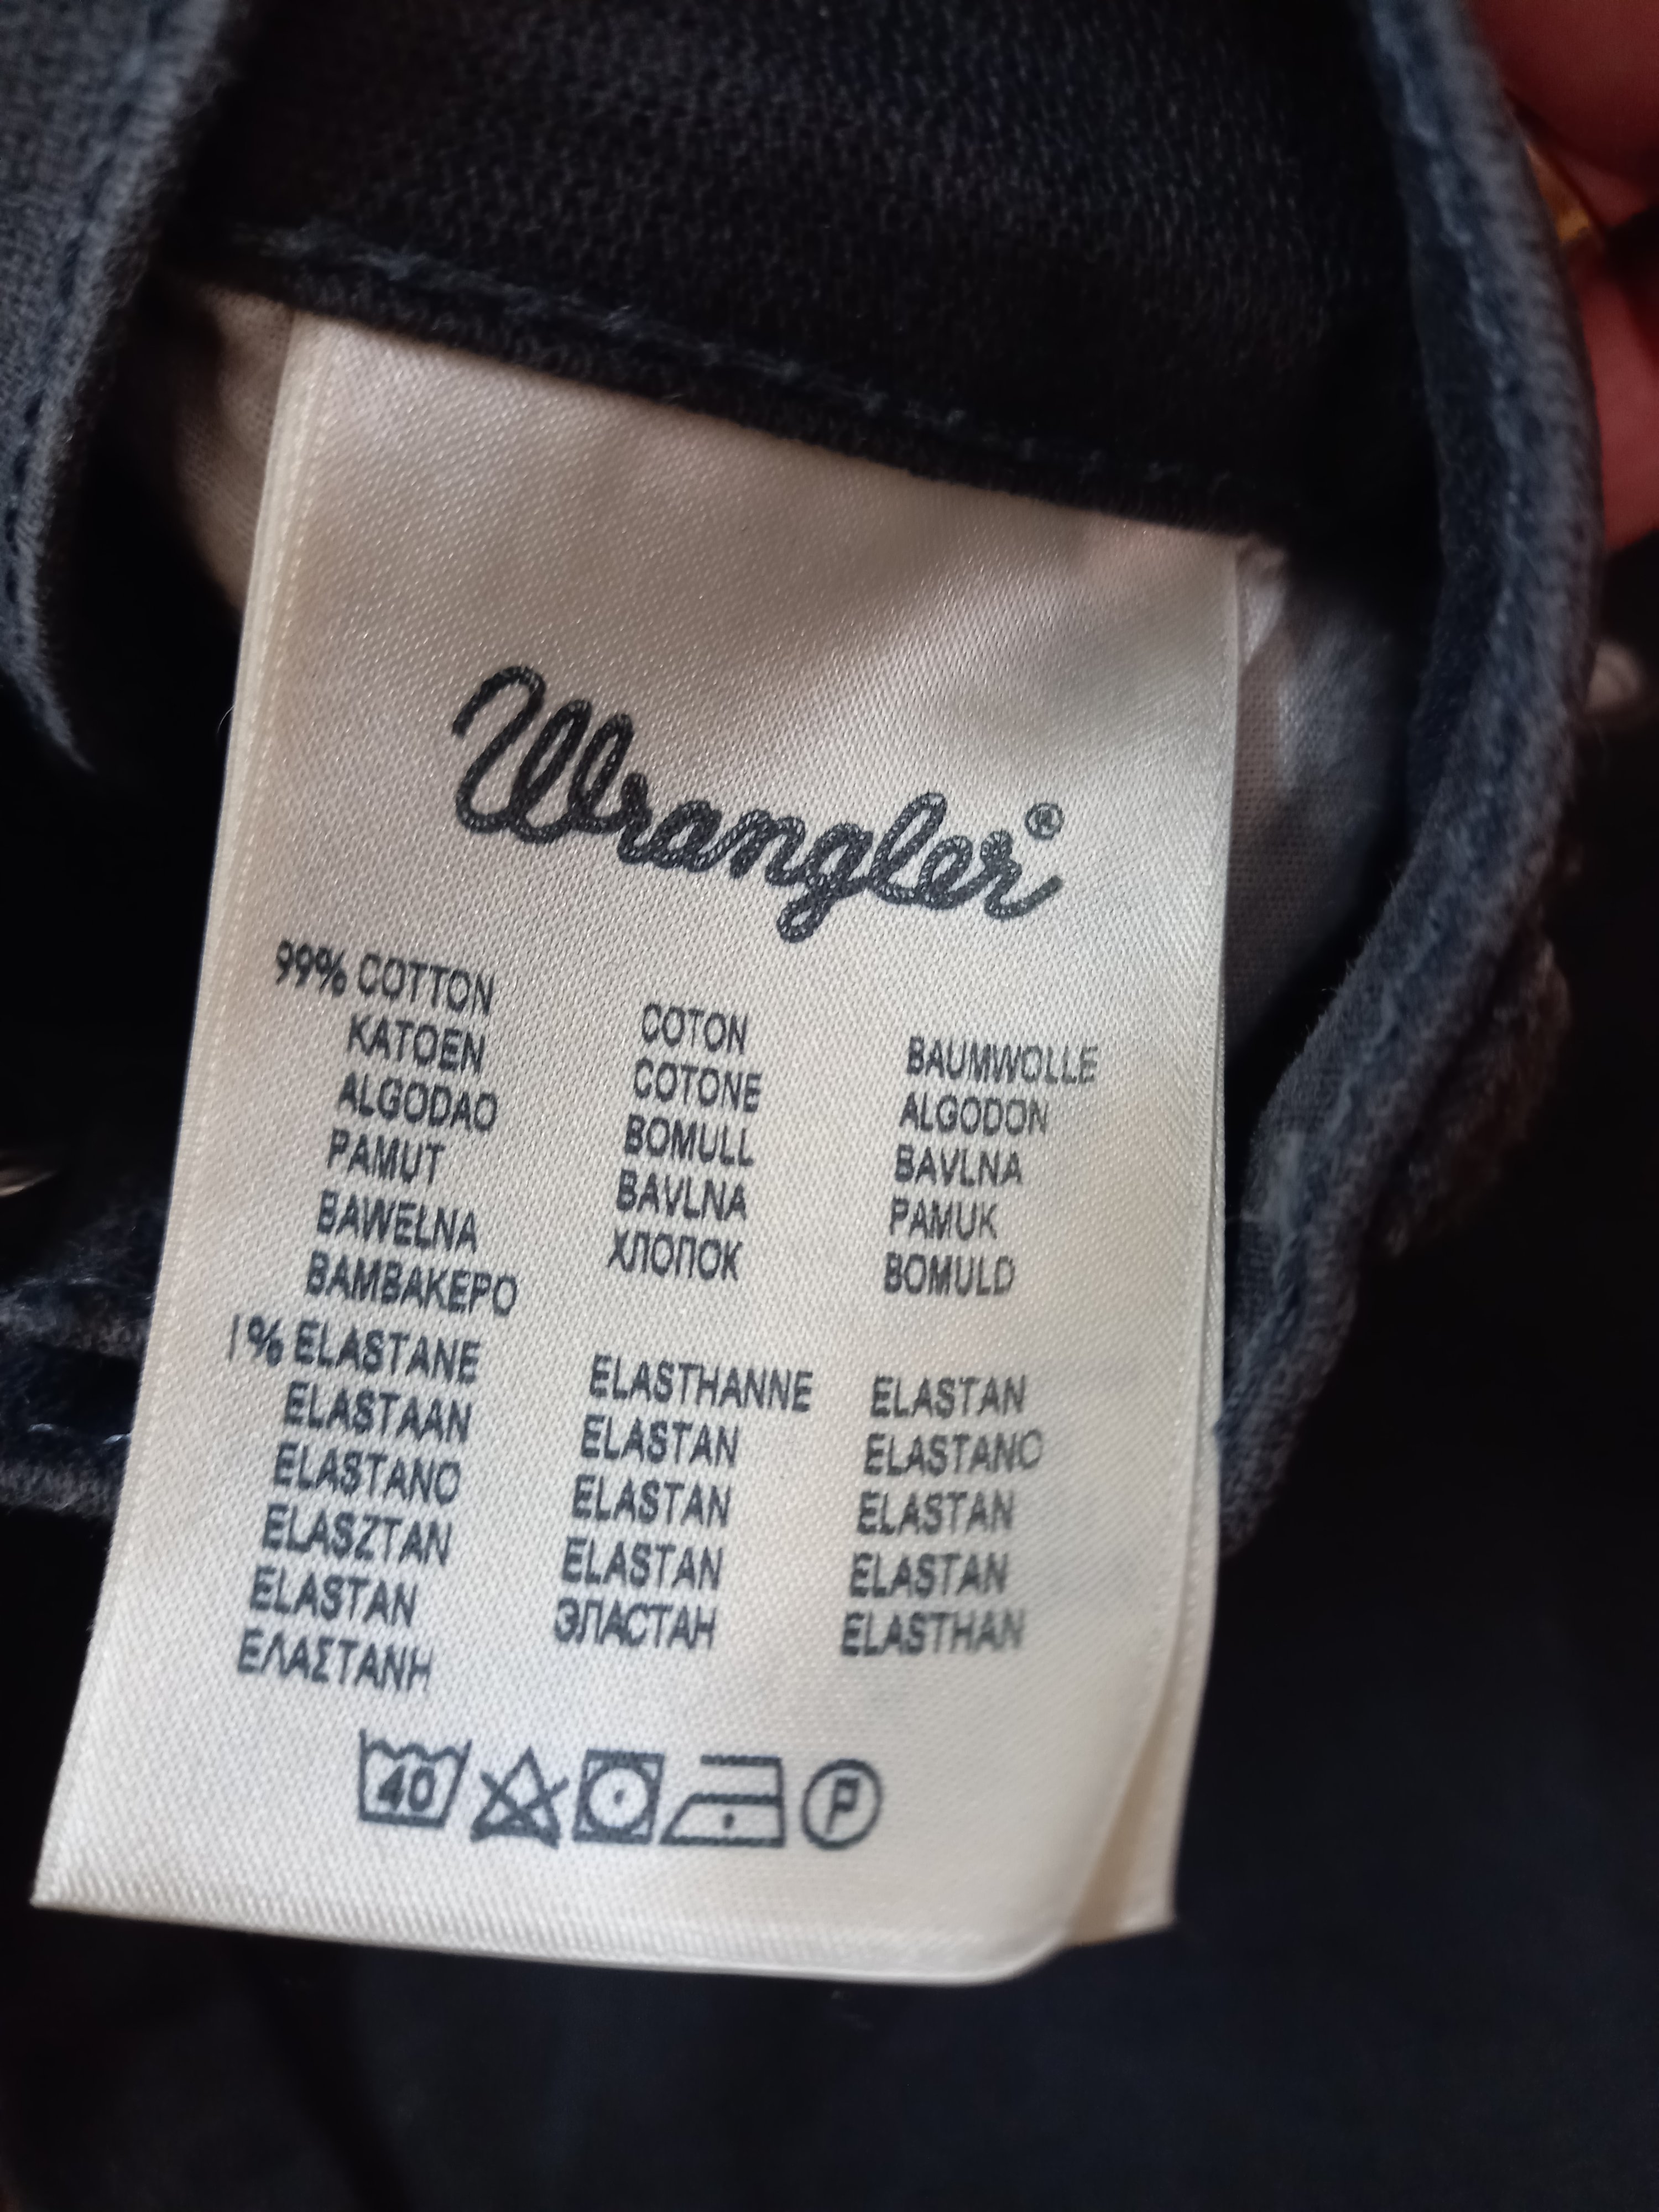 Wrangler®
99% COTTON COTON BAUMWOLLE
KATOEN COTONE ALGODON
ALGODAO BOMULL BAVLNA
PAMUT BAVLNA PAMUK
BAWEŁNA ХЛОПОК BOMULD
BAMBAKEPO
1% ELASTANE ELASTHANNE ELASTAN
ELASTAAN ELASTAN ELASTANO
ELASTANO ELASTAN ELASTAN
ELASZTAN ELASTAN ELASTAN
ELASTAN ЭЛАСТАН ELASTHAN
ΕΛΑΣΤΑΝΗ
40 P